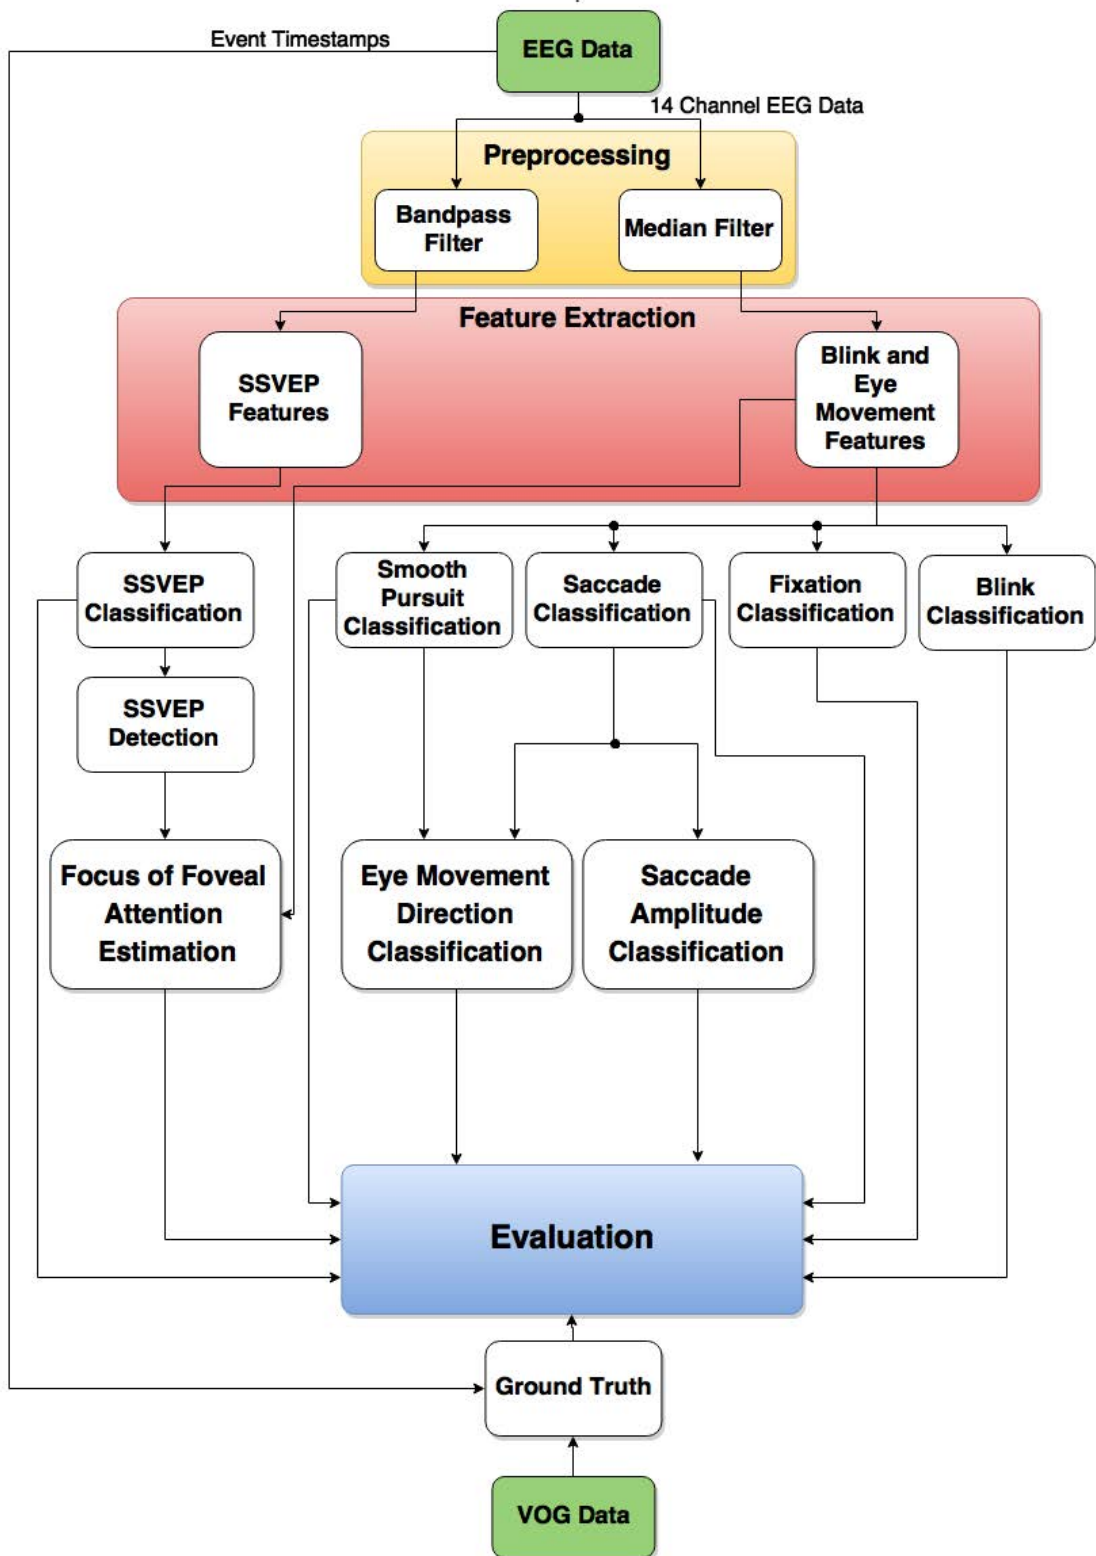 EEG Data
Event Timestamps
14 Channel EEG Data
Preprocessing
Bandpass
Filter
Median Filter
Feature Extraction
SSVEP
Features
Blink and
Eye
Movement
Features
SSVEP
Classification
Smooth
Pursuit
Classification
Saccade
Classification
Fixation
Classification
Blink
Classification
SSVEP
Detection
Focus of Foveal
Attention
Estimation
Eye Movement
Direction
Classification
Saccade
Amplitude
Classification
Evaluation
Ground Truth
VOG Data